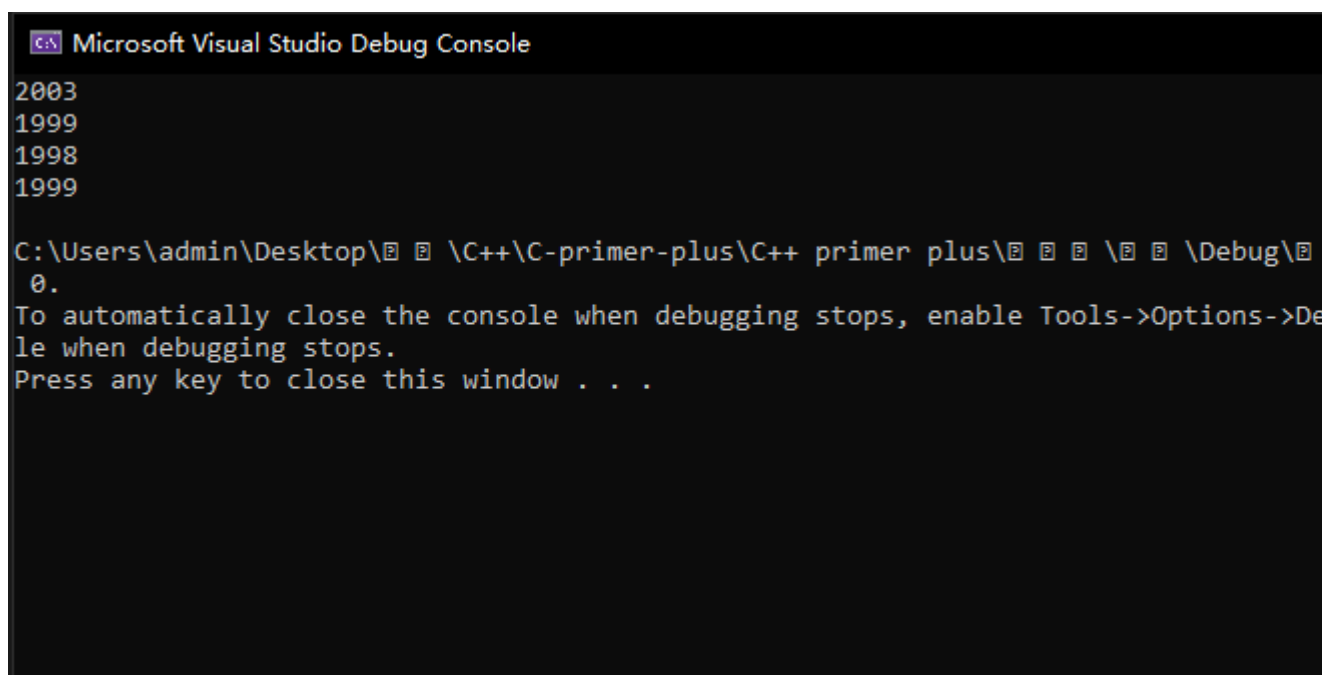 Microsoft Visual Studio Debug Console
2003
1999
1998
1999
C:\Users\admin\Desktop\⍰ ⍰ \C++\C-primer-plus\C++ primer plus\⍰ ⍰ ⍰ \⍰ ⍰ \Debug\⍰
0.
To automatically close the console when debugging stops, enable Tools->Options->De
le when debugging stops.
Press any key to close this window . . .